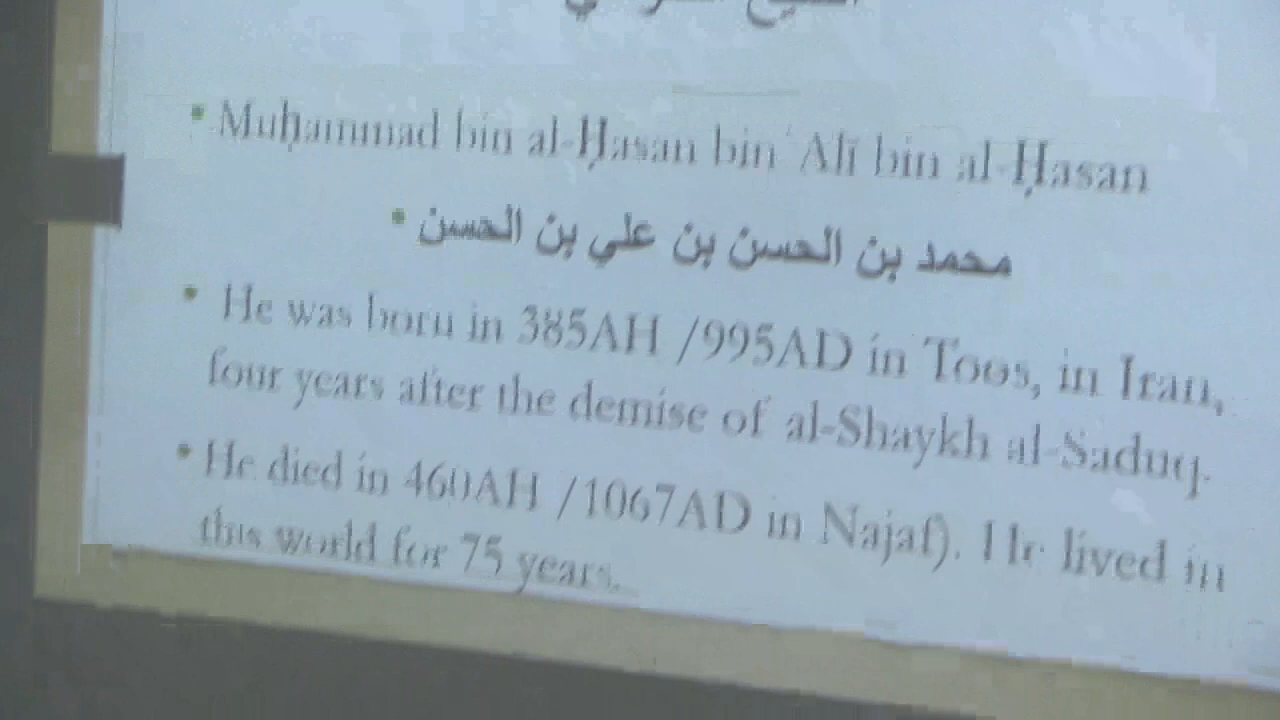 • Muḥammad bin al-Ḥasan bin ʿAlī bin al-Ḥasan
• محمد بن الحسن بن علي بن الحسن
• He was born in 385AH /995AD in Toos, in Iran,
four years after the demise of al-Shaykh al-Saduq.
• He died in 460AH /1067AD in Najaf). He lived in
this world for 75 years.